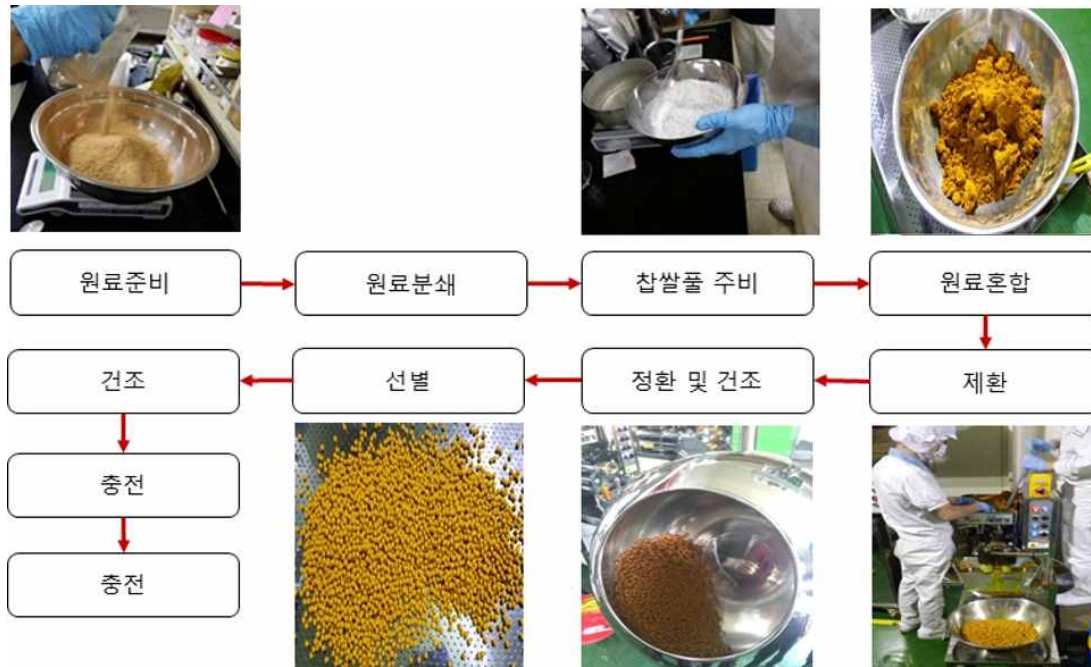 원료준비
원료분쇄
찹쌀풀 주비
원료혼합
제환
정환 및 건조
선별
건조
충전
충전